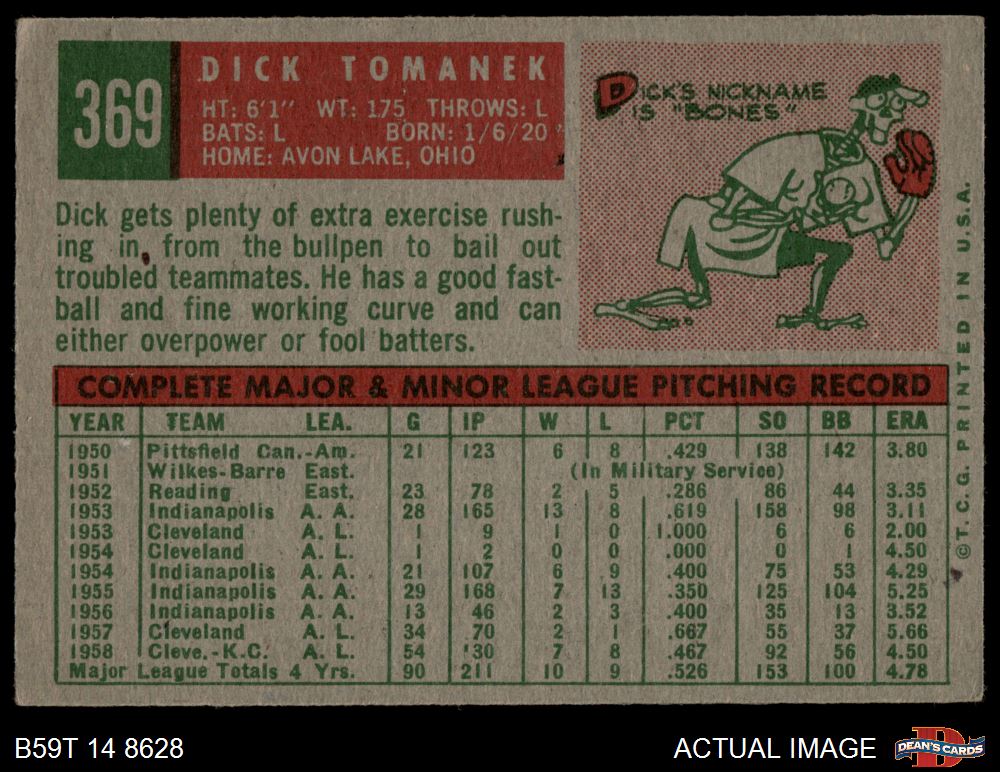 369
DICK TOMANEK
HT: 6'1" WT: 175 THROWS: L
BATS: L BORN: 1/6/20
HOME: AVON LAKE, OHIO
DICK'S NICKNAME
IS "BONES"
Dick gets plenty of extra exercise rush-
ing in from the bullpen to bail out
troubled teammates. He has a good fast-
ball and fine working curve and can
either overpower or fool batters.
COMPLETE MAJOR & MINOR LEAGUE PITCHING RECORD
YEAR TEAM LEA. G IP W L PCT SO BB ERA
1950 Pittsfield Can.-Am. 21 123 6 8 .429 138 142 3.80
1951 Wilkes-Barre East. (In Military Service)
1952 Reading East. 23 78 2 5 .286 86 44 3.35
1953 Indianapolis A. A. 28 165 13 8 .619 158 98 3.11
1953 Cleveland A. L. 1 9 1 0 1.000 6 6 2.00
1954 Cleveland A. L. 1 2 0 0 .000 0 1 4.50
1954 Indianapolis A. A. 21 107 6 9 .400 75 53 4.29
1955 Indianapolis A. A. 29 168 7 13 .350 125 104 5.25
1956 Indianapolis A. A. 13 46 2 3 .400 35 13 3.52
1957 Cleveland A. L. 34 70 2 1 .667 55 37 5.66
1958 Cleve.-K.C. A. L. 54 130 7 8 .467 92 56 4.50
Major League Totals 4 Yrs. 90 211 10 9 .526 153 100 4.78
©T.C.G. PRINTED IN U.S.A.
B59T 14 8628
ACTUAL IMAGE
DEAN'S CARDS